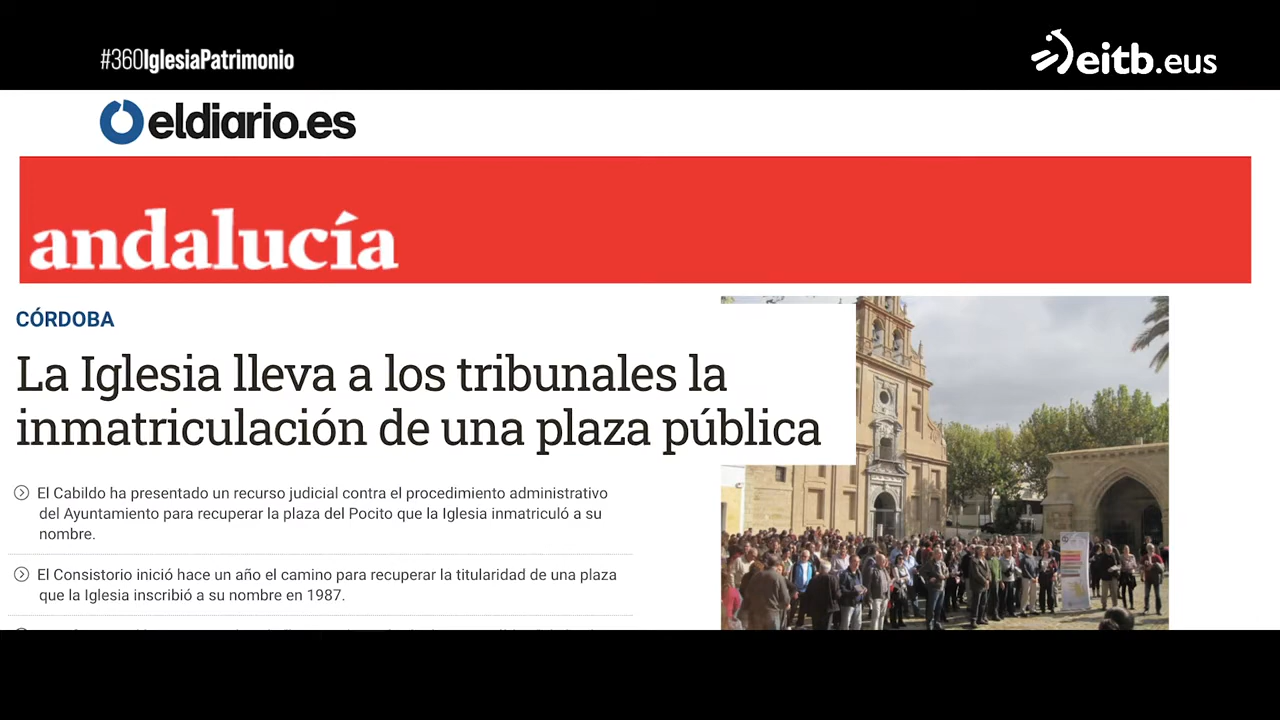 #360IglesiaPatrimonio
eitb.eus
eldiario.es
andalucía
CÓRDOBA
La Iglesia lleva a los tribunales la
inmatriculación de una plaza pública
El Cabildo ha presentado un recurso judicial contra el procedimiento administrativo
del Ayuntamiento para recuperar la plaza del Pocito que la Iglesia inmatriculó a su
nombre.
El Consistorio inició hace un año el camino para recuperar la titularidad de una plaza
que la Iglesia inscribió a su nombre en 1987.